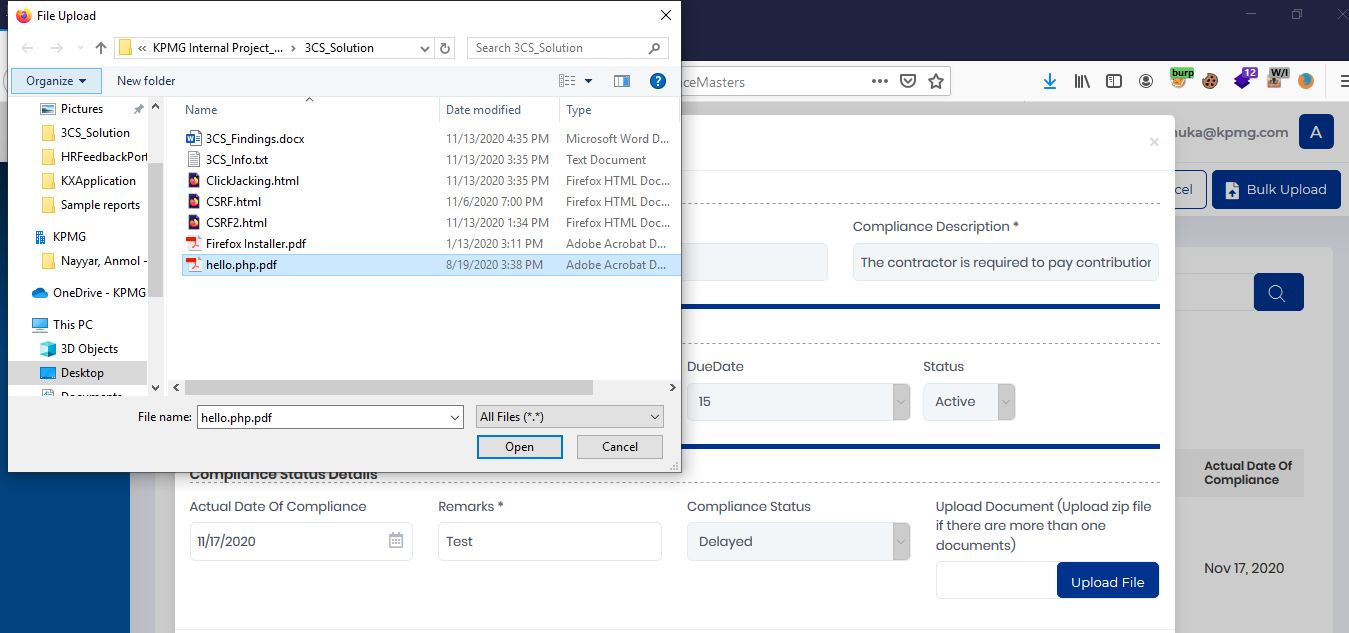 File Upload
« KPMG Internal Project_... › 3CS_Solution
Search 3CS_Solution
Organize
New folder
Pictures
3CS_Solution
HRFeedbackPort
KXApplication
Sample reports
KPMG
Nayyar, Anmol -
OneDrive - KPMG
This PC
3D Objects
Desktop
Documents
Name Date modified Type
3CS_Findings.docx 11/13/2020 4:35 PM Microsoft Word D...
3CS_Info.txt 11/13/2020 3:35 PM Text Document
ClickJacking.html 11/13/2020 3:35 PM Firefox HTML Doc...
CSRF.html 11/6/2020 7:00 PM Firefox HTML Doc...
CSRF2.html 11/13/2020 1:34 PM Firefox HTML Doc...
Firefox Installer.pdf 1/13/2020 3:11 PM Adobe Acrobat D...
hello.php.pdf 8/19/2020 3:38 PM Adobe Acrobat D...
File name: hello.php.pdf All Files (*.*)
Open Cancel
ceMasters
burp
12
W/I
nuka@kpmg.com
A
cel
Bulk Upload
Compliance Description *
The contractor is required to pay contribution
DueDate
Status
15
Active
Compliance Status Details
Actual Date Of Compliance
11/17/2020
Remarks *
Test
Compliance Status
Delayed
Upload Document (Upload zip file
if there are more than one
documents)
Upload File
Actual Date Of
Compliance
Nov 17, 2020